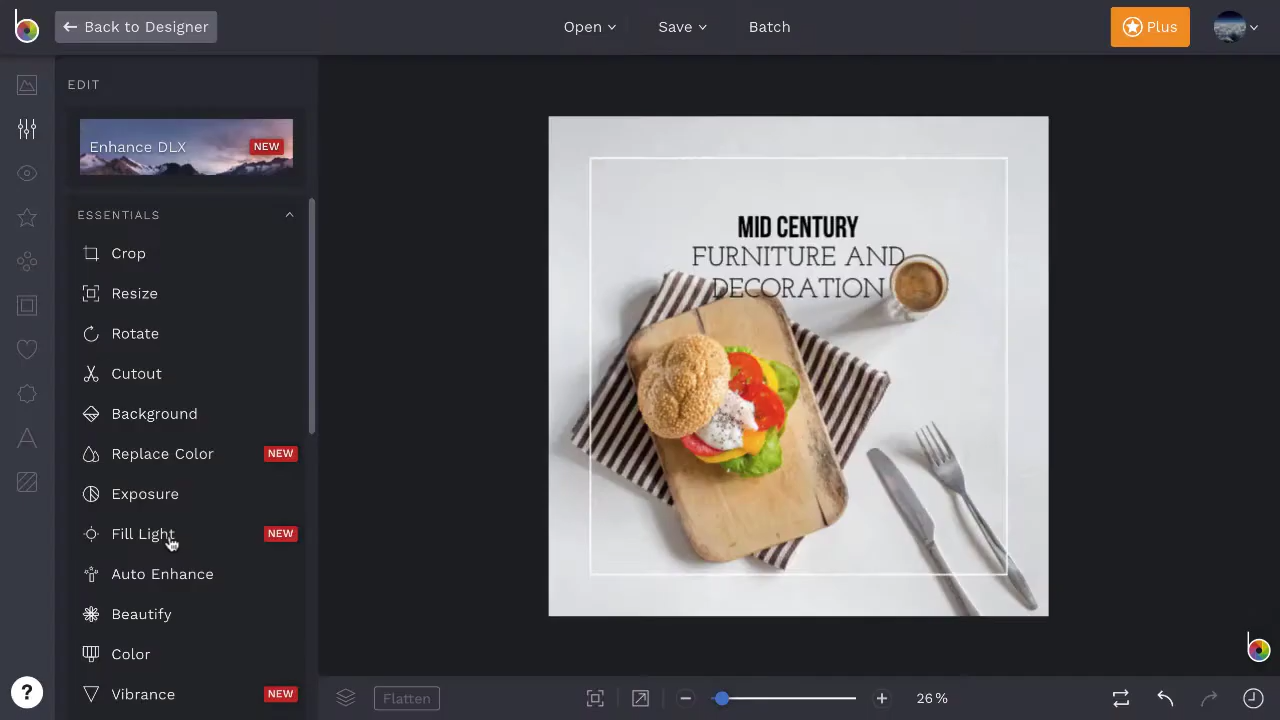 Back to Designer
Open
Save
Batch
Plus
EDIT
Enhance DLX
NEW
ESSENTIALS
Crop
Resize
Rotate
Cutout
Background
Replace Color NEW
Exposure
Fill Light NEW
Auto Enhance
Beautify
Color
Vibrance NEW
MID CENTURY
FURNITURE AND
DECORATION
?
Flatten
26 %